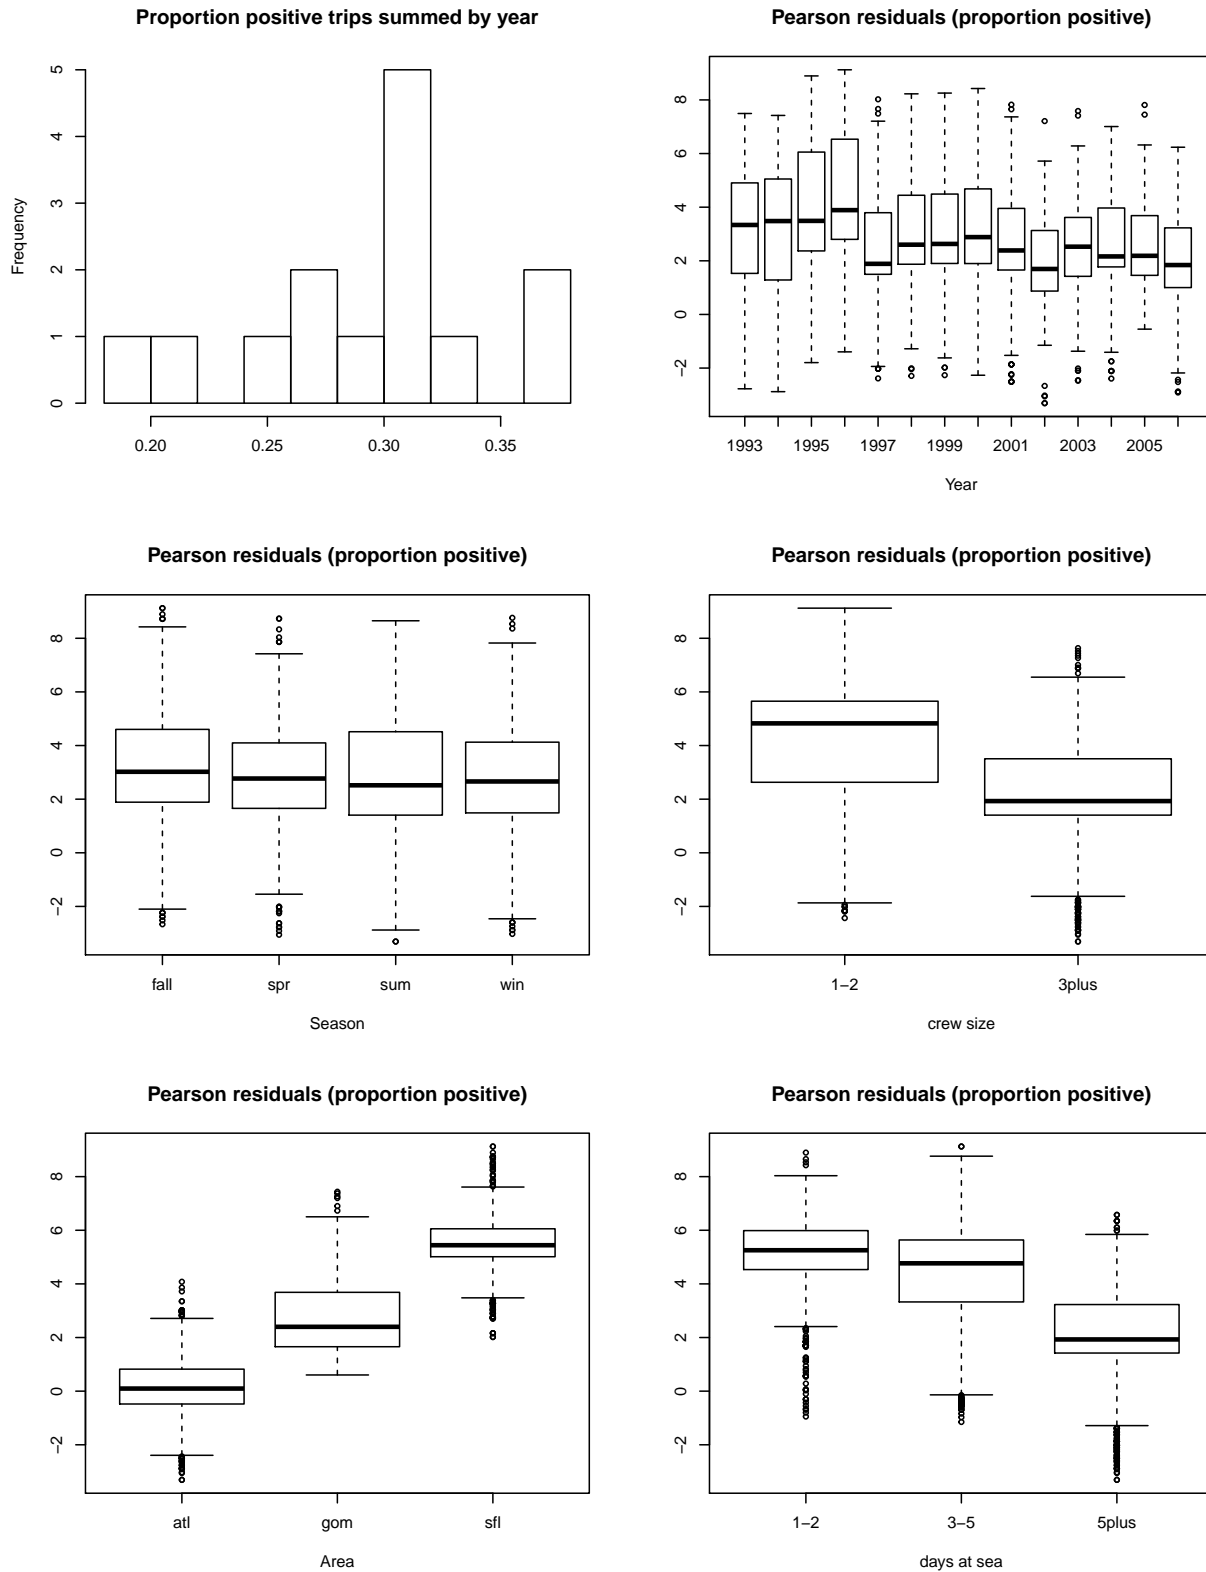 Proportion positive trips summed by year
Frequency
5
4
3
2
1
0
0.20 0.25 0.30 0.35
Pearson residuals (proportion positive)
8
6
4
2
0
−2
1993 1995 1997 1999 2001 2003 2005
Year
Pearson residuals (proportion positive)
8
6
4
2
0
−2
fall spr sum win
Season
Pearson residuals (proportion positive)
8
6
4
2
0
−2
1−2 3plus
crew size
Pearson residuals (proportion positive)
8
6
4
2
0
−2
atl gom sfl
Area
Pearson residuals (proportion positive)
8
6
4
2
0
−2
1−2 3−5 5plus
days at sea